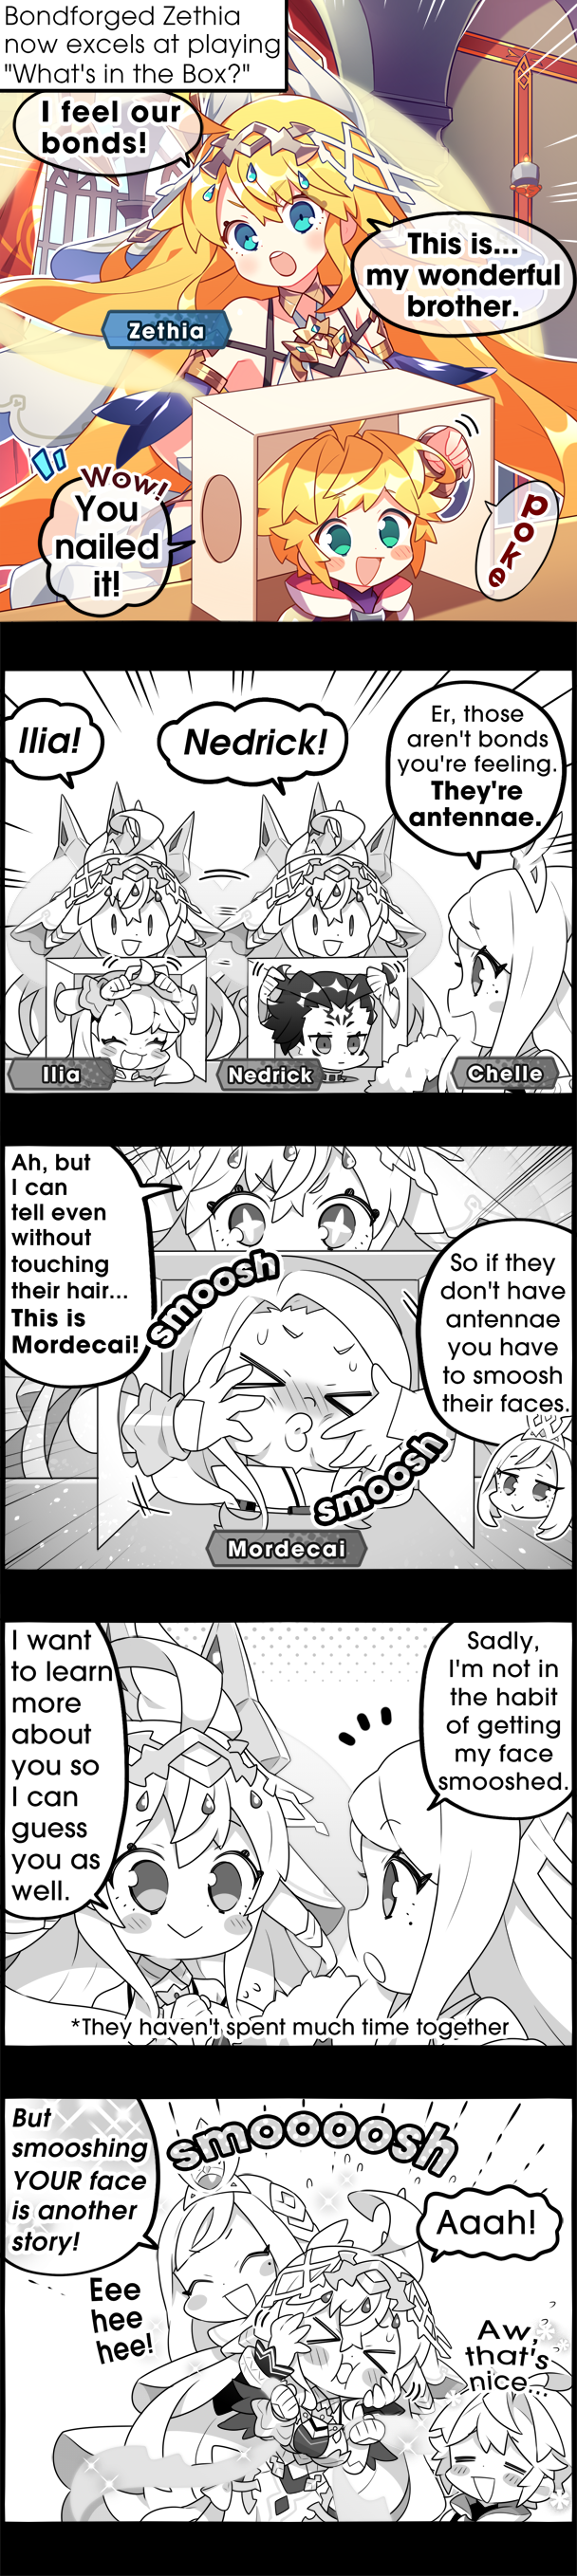 Bondforged Zethia
now excels at playing
"What's in the Box?"
I feel our
bonds!
This is...
my wonderful
brother.
Zethia
Wow!
You
nailed
it!
poke
Ilia!
Nedrick!
Er, those
aren't bonds
you're feeling.
They're
antennae.
Ilia
Nedrick
Chelle
Ah, but
I can
tell even
without
touching
their hair...
This is
Mordecai!
smoosh
So if they
don't have
antennae
you have
to smoosh
their faces.
smoosh
Mordecai
I want
to learn
more
about
you so
I can
guess
you as
well.
Sadly,
I'm not in
the habit
of getting
my face
smooshed.
*They haven't spent much time together
But
smooshing
YOUR face
is another
story!
smoooosh
Aaah!
Eee
hee
hee!
Aw,
that's
nice...